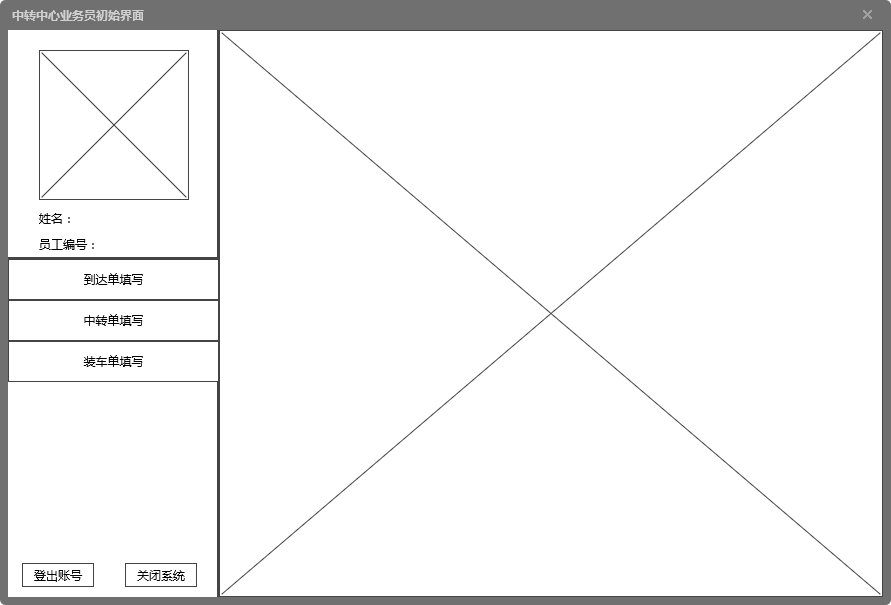 中转中心业务员初始界面
姓名：
员工编号：
到达单填写
中转单填写
装车单填写
登出账号
关闭系统